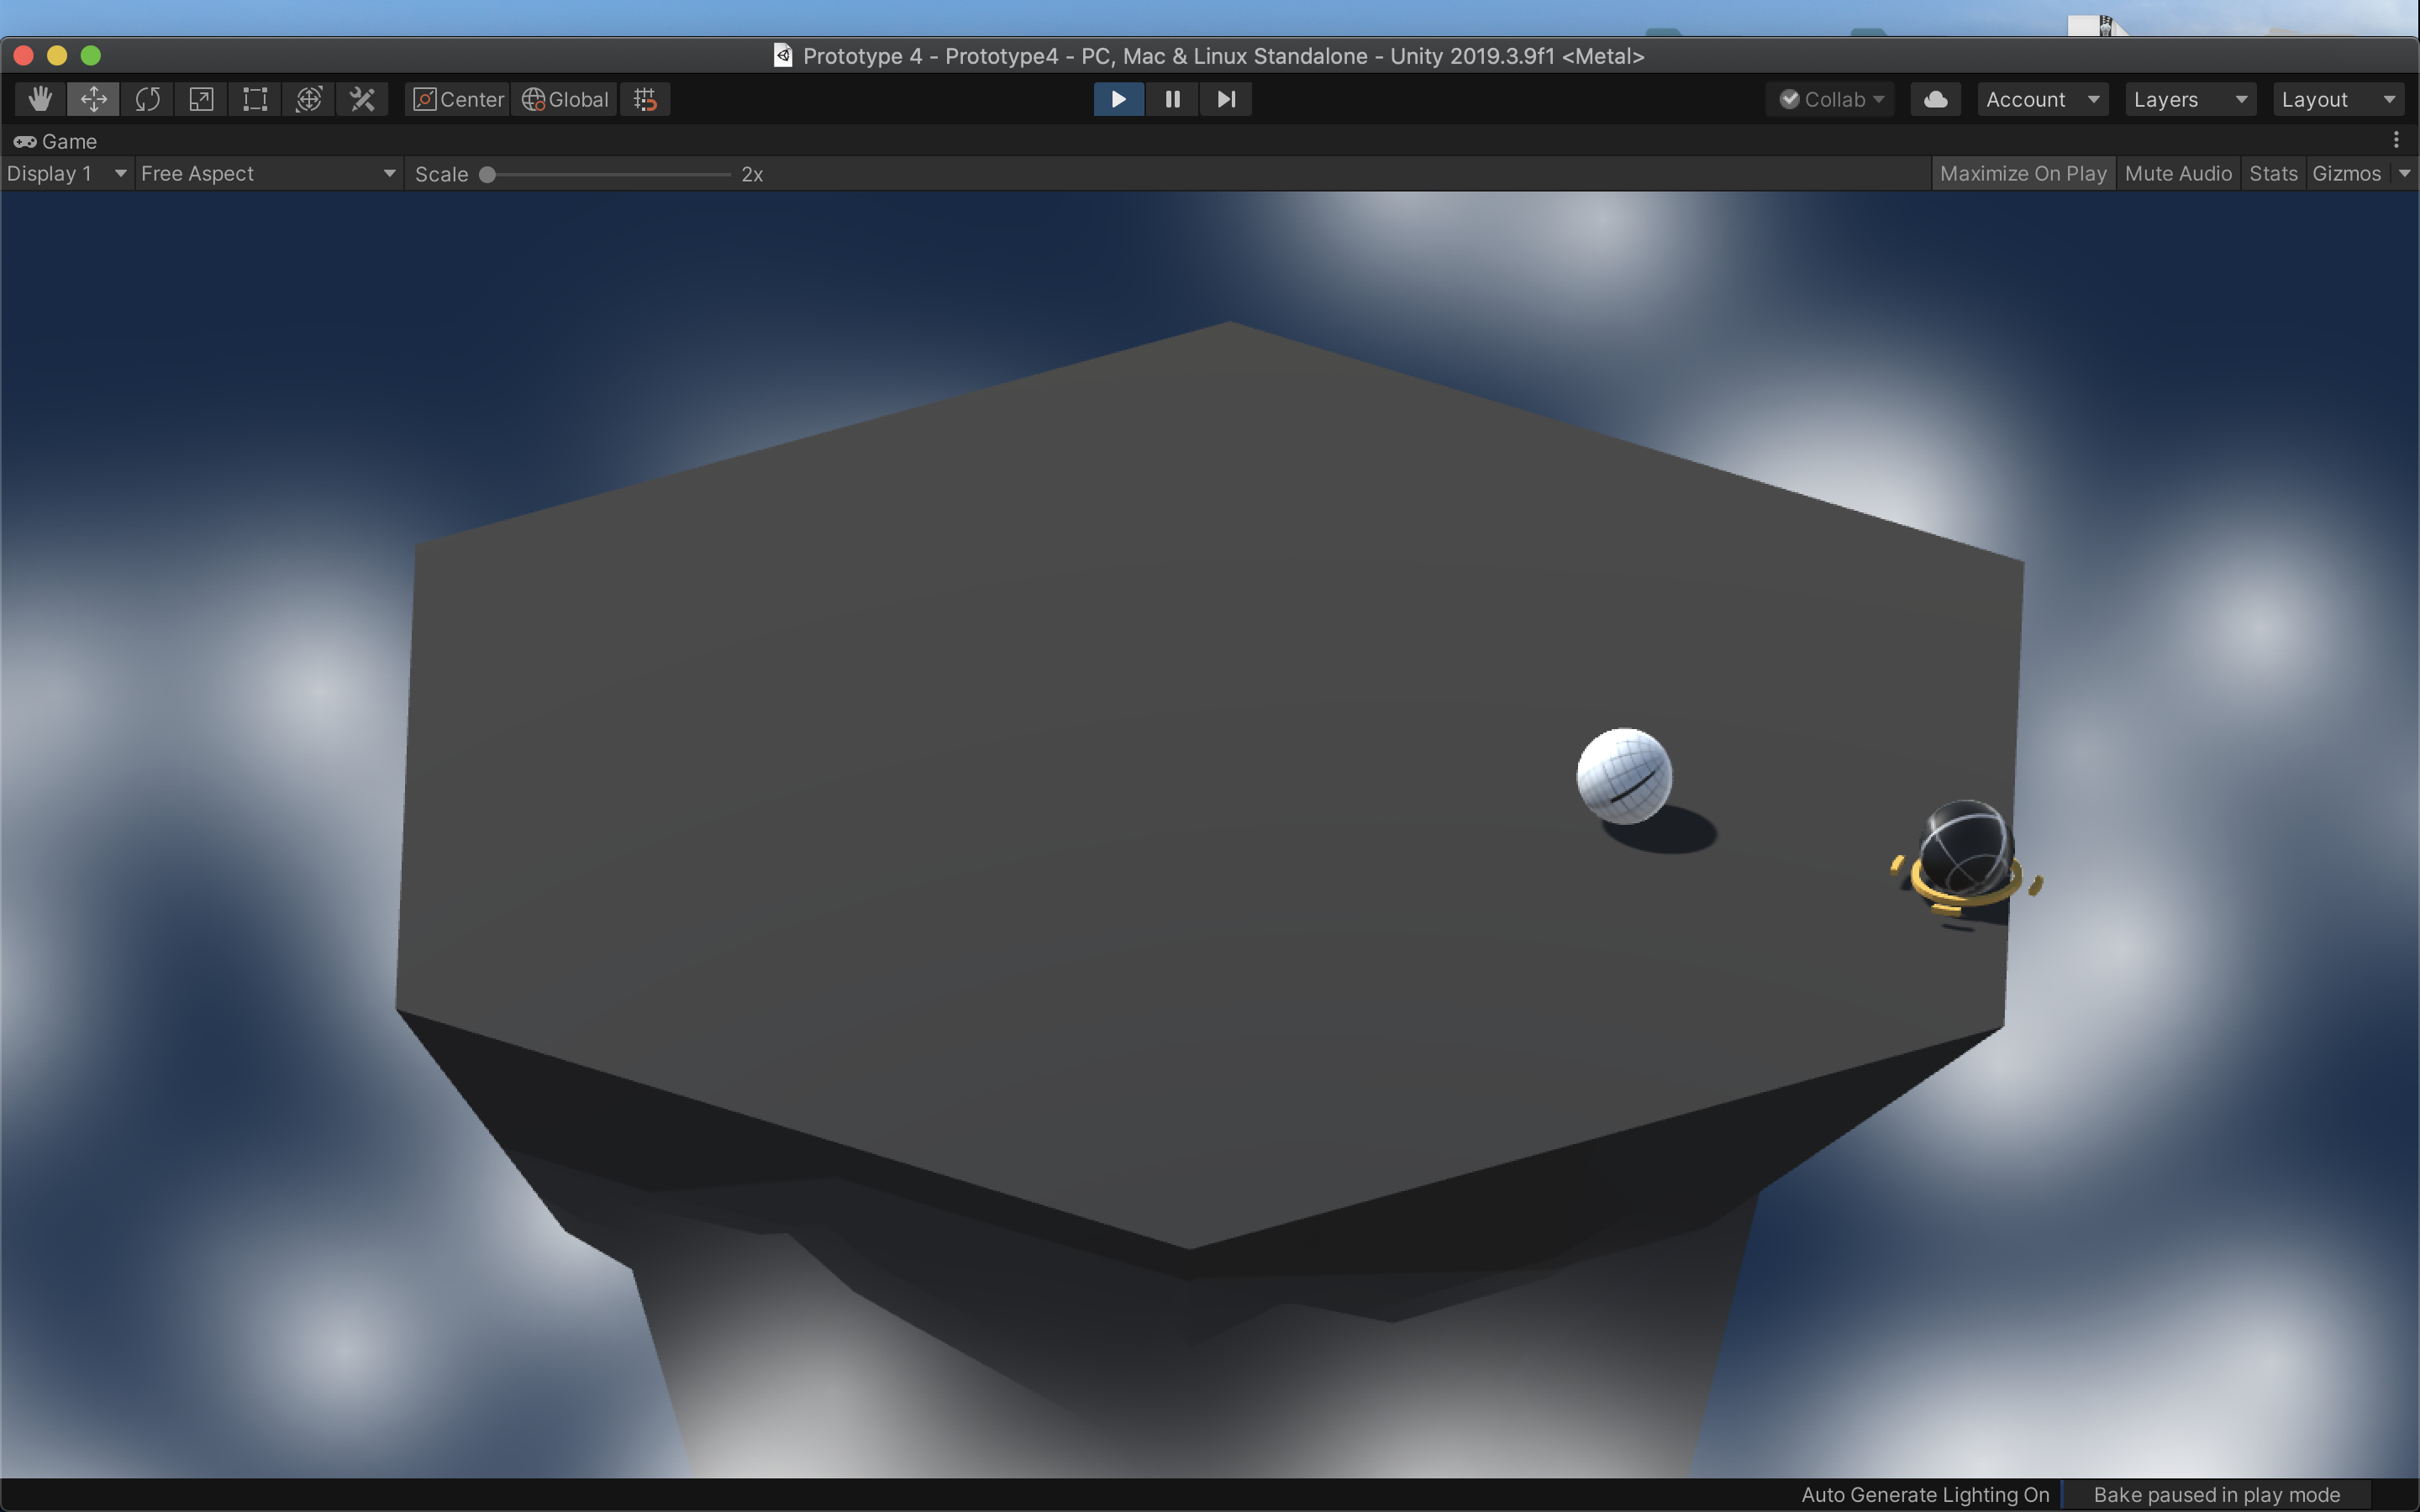 Prototype 4 - Prototype4 - PC, Mac & Linux Standalone - Unity 2019.3.9f1 <Metal>
Center Global Collab Account Layers Layout
Game
Display 1 Free Aspect Scale 2x Maximize On Play Mute Audio Stats Gizmos
Auto Generate Lighting On Bake paused in play mode